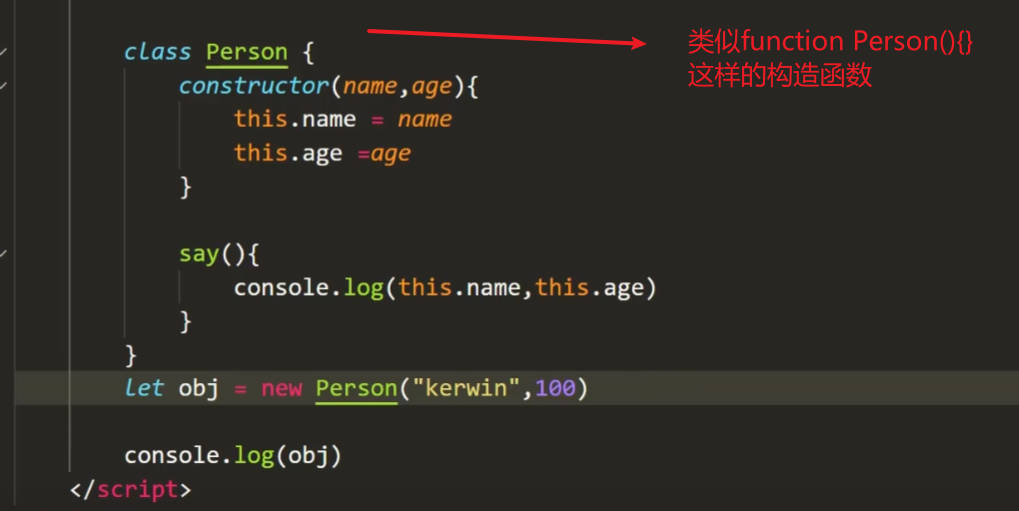 class Person {
类似function Person(){}
这样的构造函数
constructor(name,age){
this.name = name
this.age =age
}
say(){
console.log(this.name,this.age)
}
}
let obj = new Person("kerwin",100)
console.log(obj)
</script>